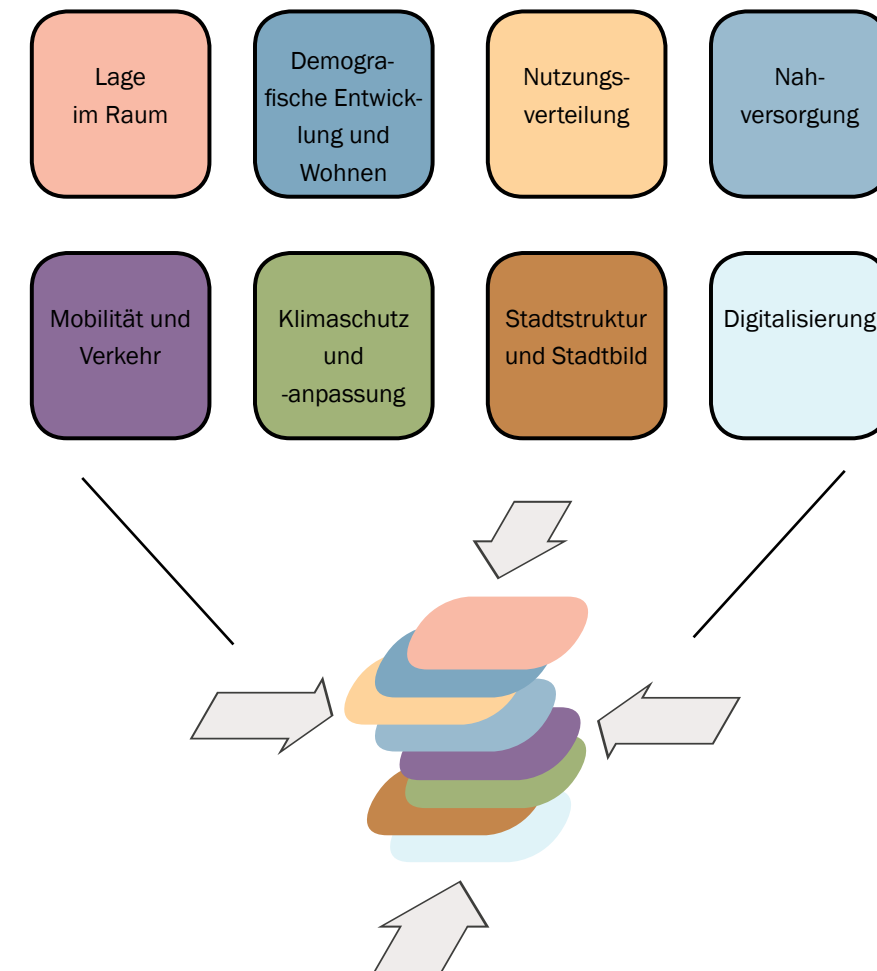 Lage
im Raum
Demogra-
fische Entwick-
lung und
Wohnen
Nutzungs-
verteilung
Nah-
versorgung
Mobilität und
Verkehr
Klimaschutz
und
-anpassung
Stadtstruktur
und Stadtbild
Digitalisierung